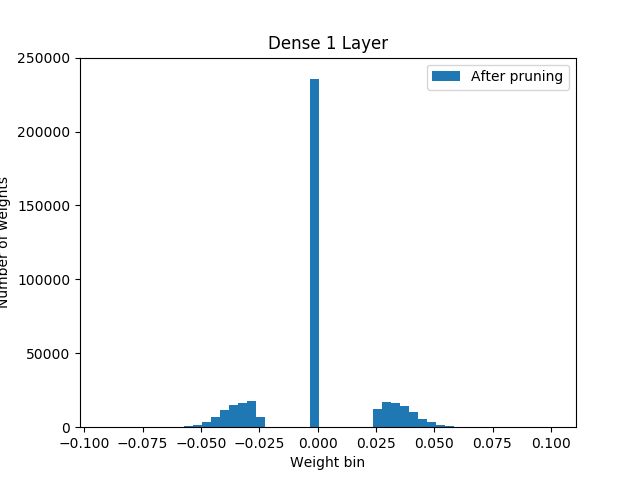 Dense 1 Layer
After pruning
Number of weights
250000
200000
150000
100000
50000
0
−0.100 −0.075 −0.050 −0.025 0.000 0.025 0.050 0.075 0.100
Weight bin